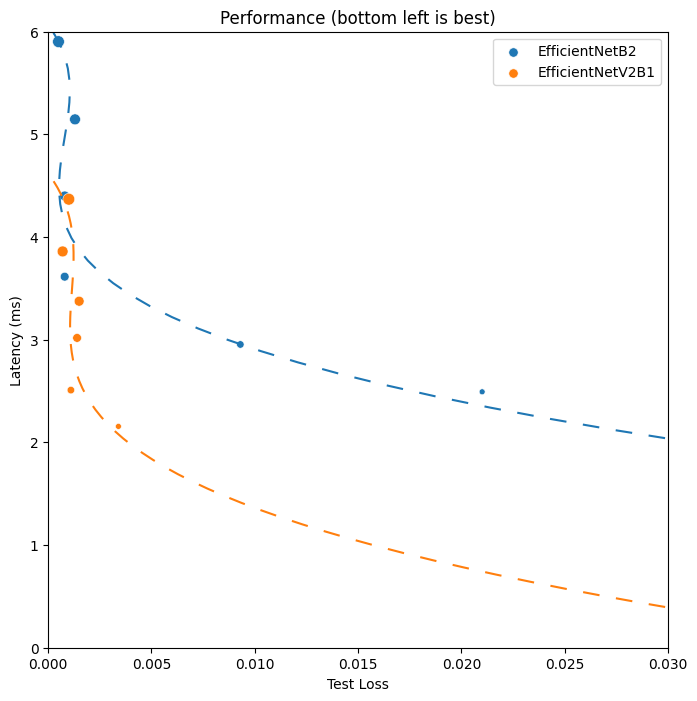 Performance (bottom left is best)
EfficientNetB2
EfficientNetV2B1
6
5
4
3
2
1
0
Latency (ms)
0.000 0.005 0.010 0.015 0.020 0.025 0.030
Test Loss